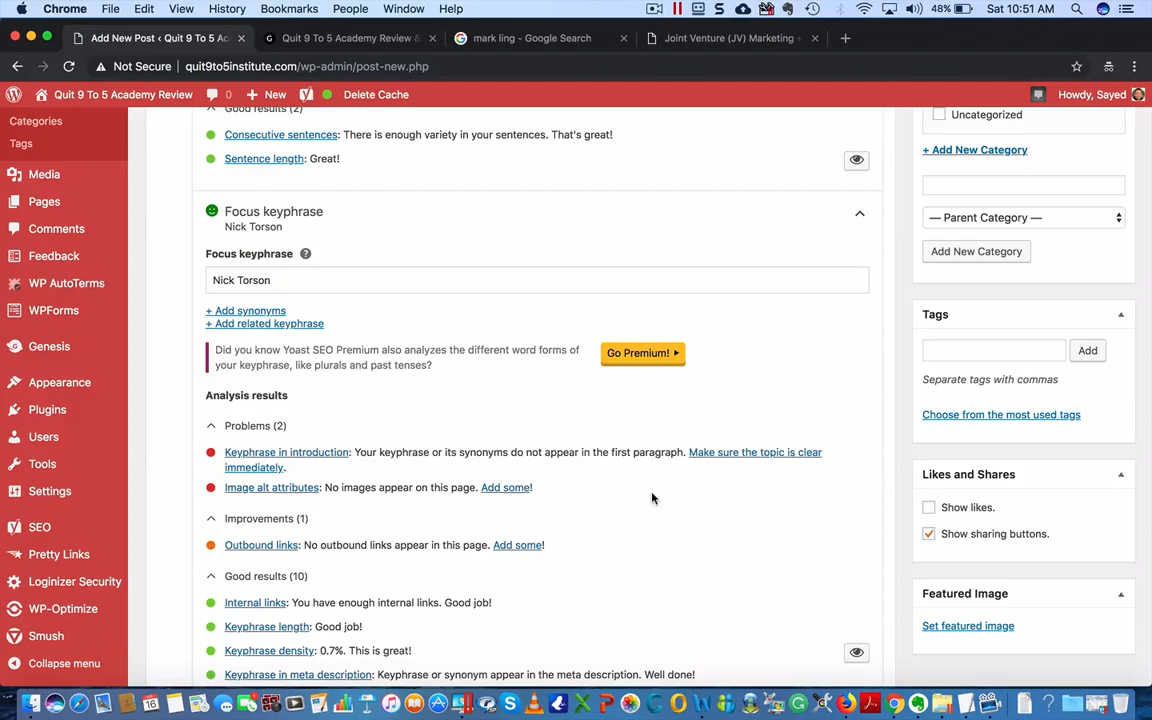 Chrome File Edit View History Bookmarks People Window Help 48% Sat 10:51 AM
Add New Post ‹ Quit 9 To 5 Ac Quit 9 To 5 Academy Review & mark ling - Google Search Joint Venture (JV) Marketing -
Not Secure quit9to5institute.com/wp-admin/post-new.php
Quit 9 To 5 Academy Review 0 New Delete Cache Howdy, Sayed
Categories
Tags
Media
Pages
Comments
Feedback
WP AutoTerms
WPForms
Genesis
Appearance
Plugins
Users
Tools
Settings
SEO
Pretty Links
Loginizer Security
WP-Optimize
Smush
Collapse menu
Good results (2)
Consecutive sentences: There is enough variety in your sentences. That's great!
Sentence length: Great!
Focus keyphrase
Nick Torson
Focus keyphrase ?
Nick Torson
+ Add synonyms
+ Add related keyphrase
Did you know Yoast SEO Premium also analyzes the different word forms of
your keyphrase, like plurals and past tenses?
Go Premium!
Analysis results
Problems (2)
Keyphrase in introduction: Your keyphrase or its synonyms do not appear in the first paragraph. Make sure the topic is clear
immediately.
Image alt attributes: No images appear on this page. Add some!
Improvements (1)
Outbound links: No outbound links appear in this page. Add some!
Good results (10)
Internal links: You have enough internal links. Good job!
Keyphrase length: Good job!
Keyphrase density: 0.7%. This is great!
Keyphrase in meta description: Keyphrase or synonym appear in the meta description. Well done!
Uncategorized
+ Add New Category
— Parent Category —
Add New Category
Tags
Add
Separate tags with commas
Choose from the most used tags
Likes and Shares
Show likes.
Show sharing buttons.
Featured Image
Set featured image